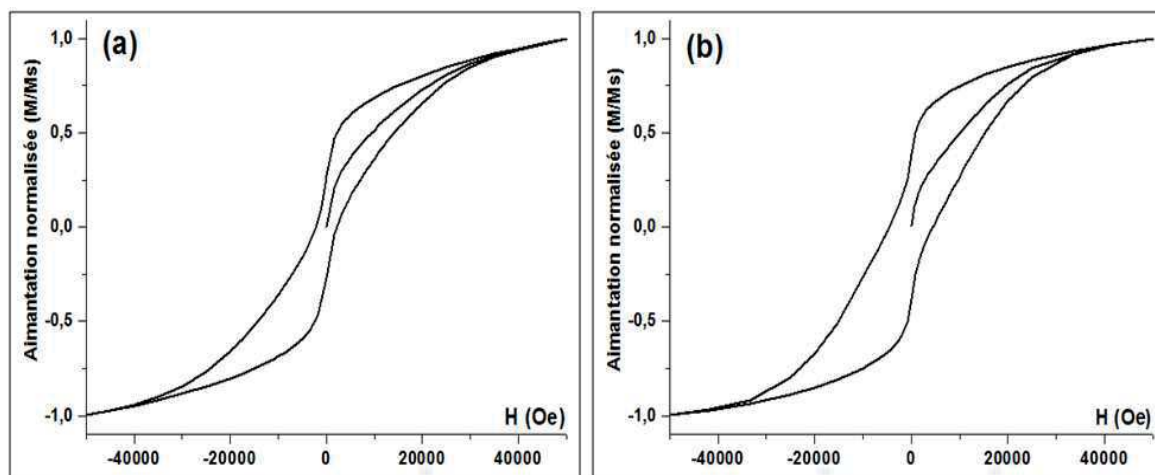 (a)
Aimantation normalisée (M/Ms)
1,0
0,5
0,0
-0,5
-1,0
H (Oe)
-40000 -20000 0 20000 40000
(b)
Aimantation normalisée (M/Ms)
1,0
0,5
0,0
-0,5
-1,0
H (Oe)
-40000 -20000 0 20000 40000